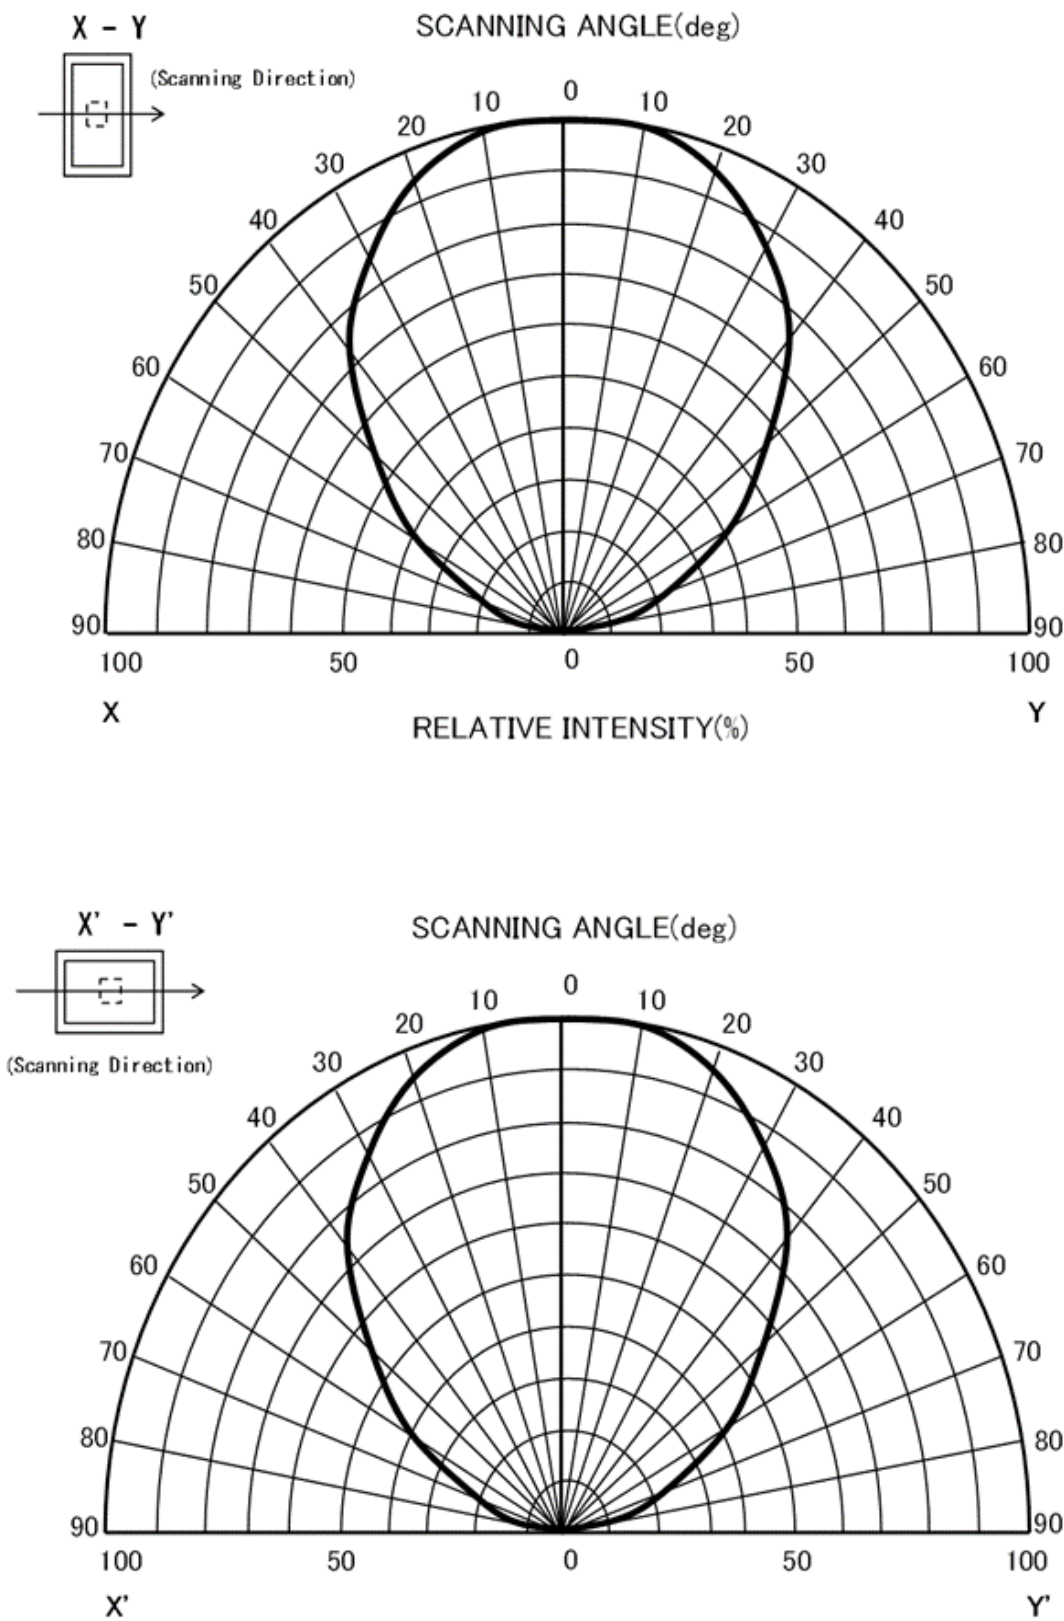 X - Y
SCANNING ANGLE(deg)
(Scanning Direction)
0
10 10
20 20
30 30
40 40
50 50
60 60
70 70
80 80
90 90
100 50 0 50 100
X Y
RELATIVE INTENSITY(%)
X' - Y'
SCANNING ANGLE(deg)
0
10 10
20 20
(Scanning Direction)
30 30
40 40
50 50
60 60
70 70
80 80
90 90
100 50 0 50 100
X' Y'